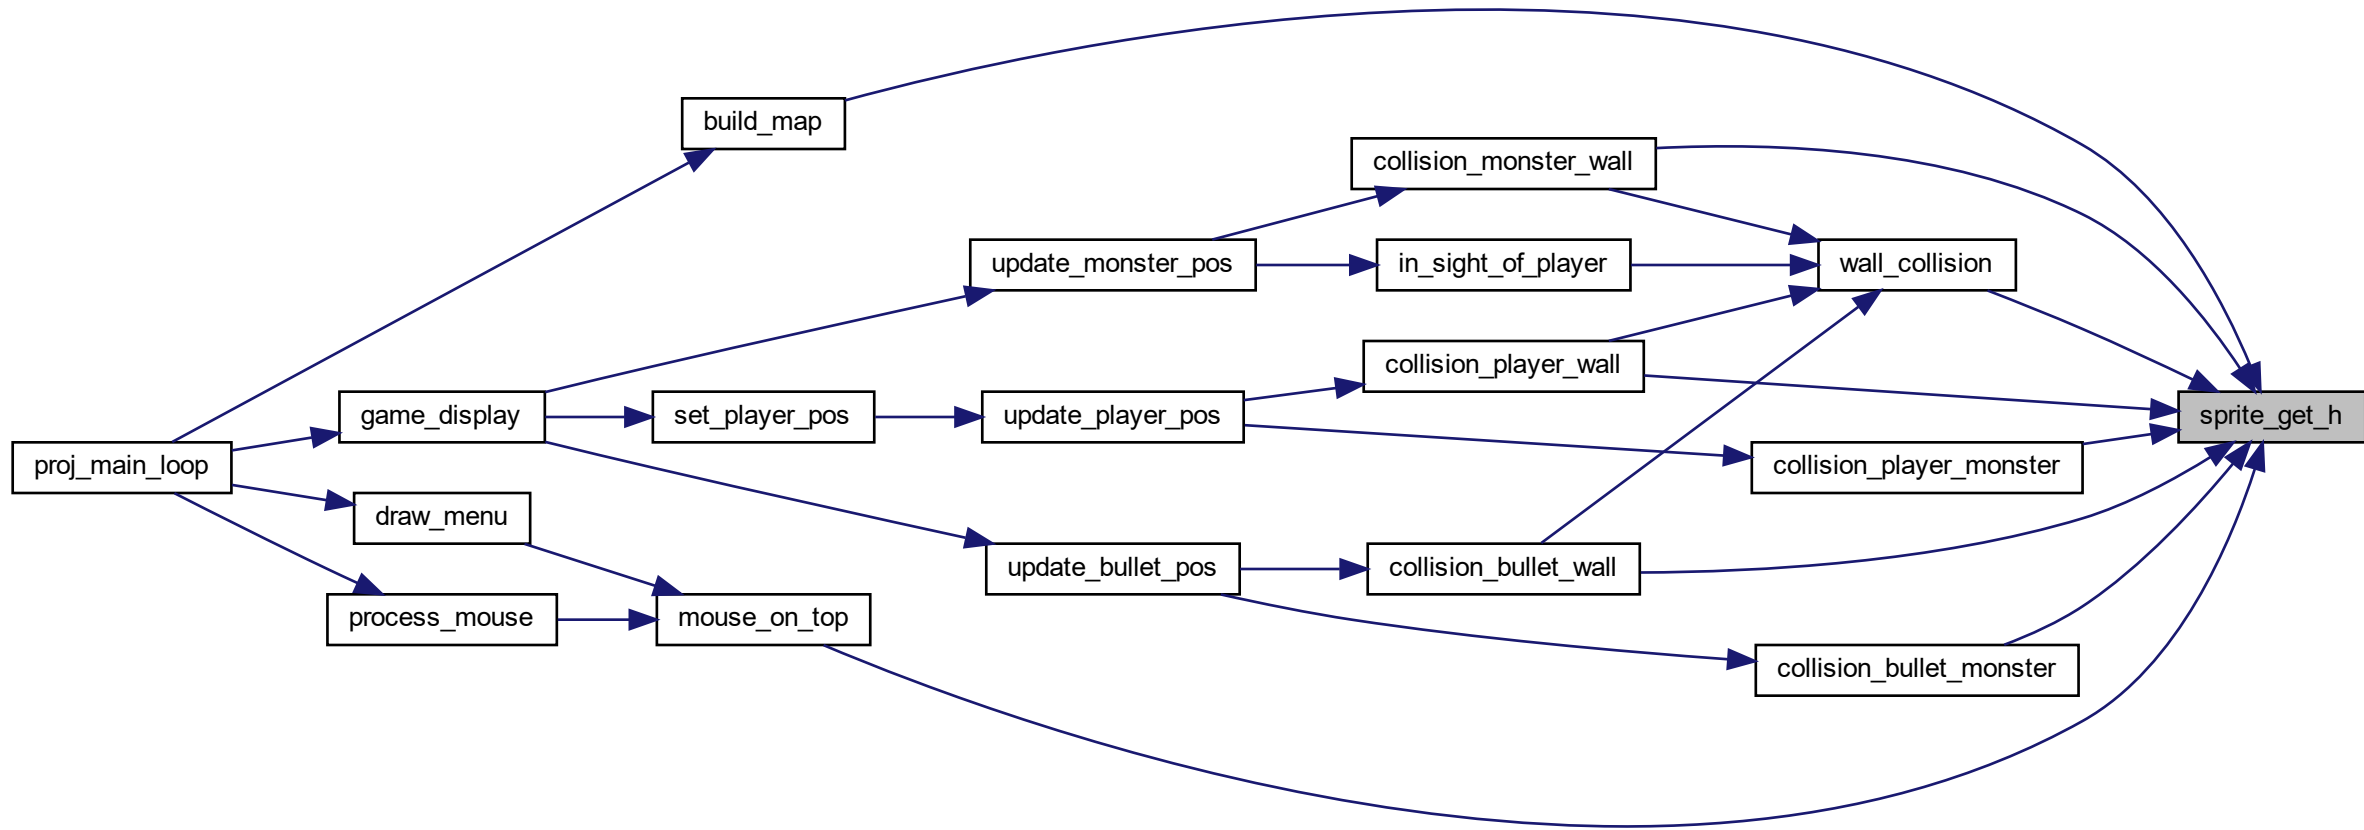 build_map
collision_monster_wall
update_monster_pos
in_sight_of_player
wall_collision
collision_player_wall
game_display
set_player_pos
update_player_pos
sprite_get_h
proj_main_loop
collision_player_monster
draw_menu
update_bullet_pos
collision_bullet_wall
process_mouse
mouse_on_top
collision_bullet_monster